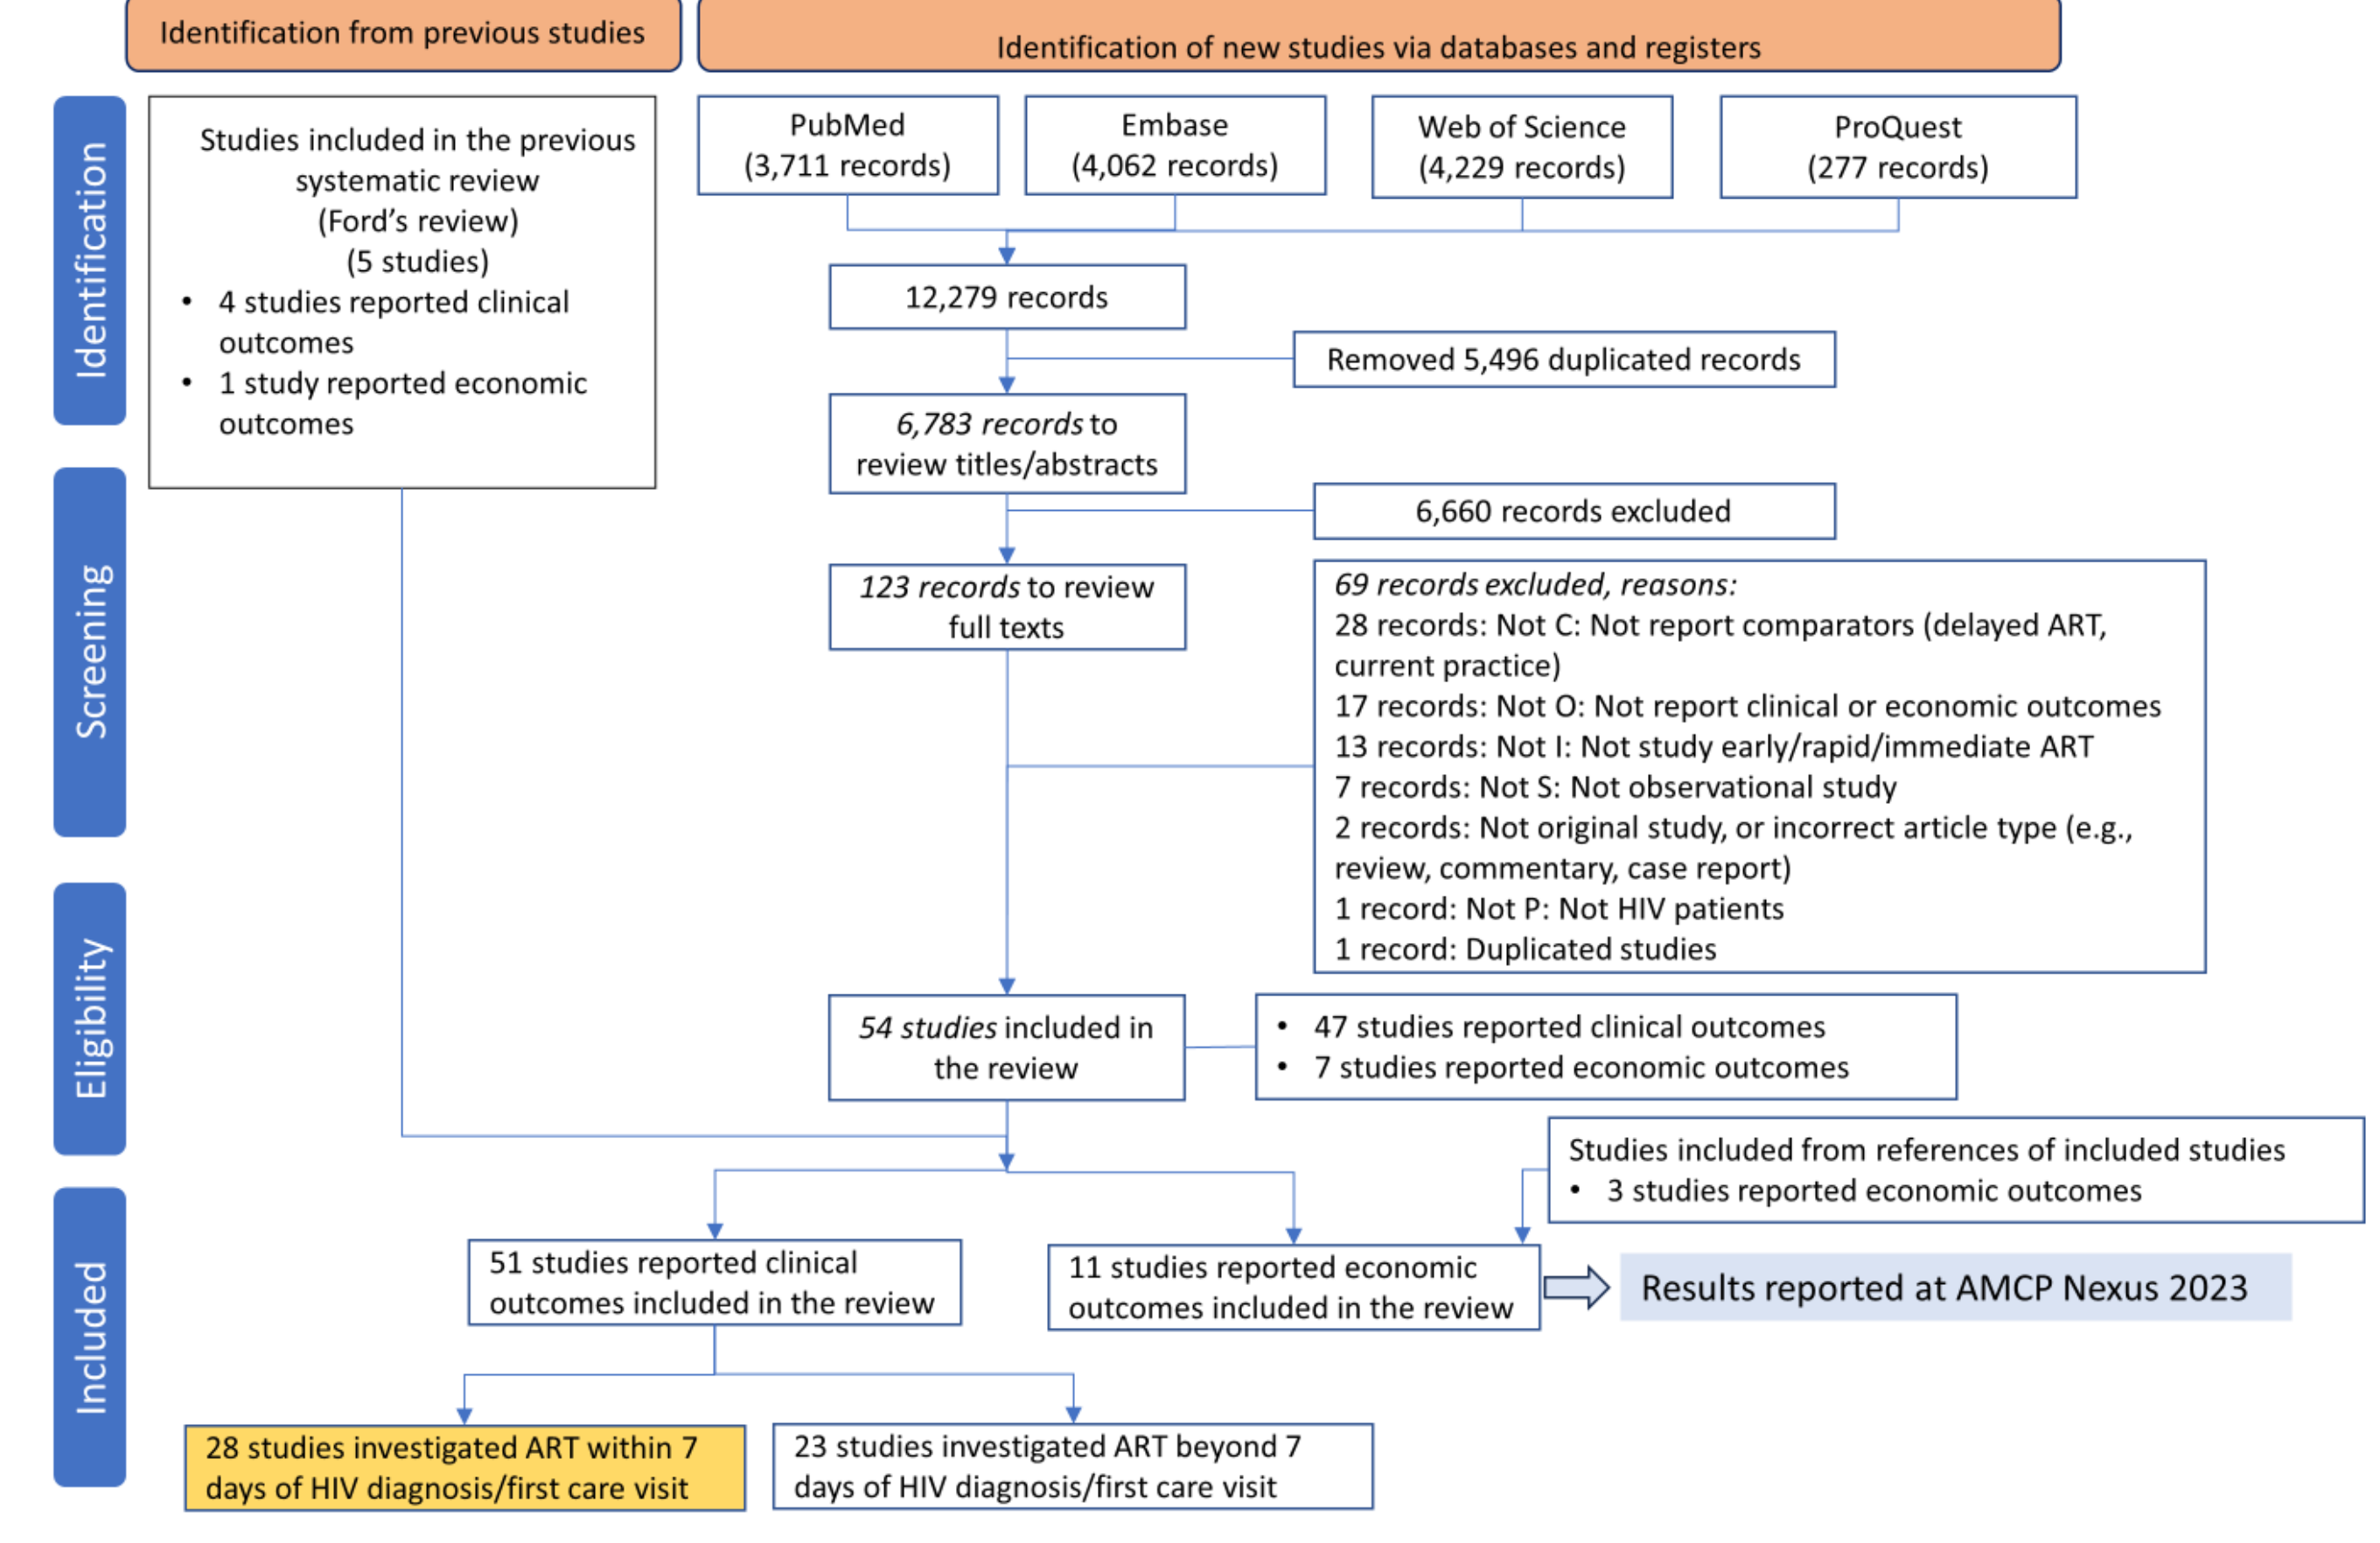 Identification from previous studies
Identification of new studies via databases and registers
Identification
Studies included in the previous
systematic review
(Ford’s review)
(5 studies)
• 4 studies reported clinical
outcomes
• 1 study reported economic
outcomes
PubMed
(3,711 records)
Embase
(4,062 records)
Web of Science
(4,229 records)
ProQuest
(277 records)
12,279 records
Removed 5,496 duplicated records
6,783 records to
review titles/abstracts
Screening
6,660 records excluded
123 records to review
full texts
69 records excluded, reasons:
28 records: Not C: Not report comparators (delayed ART,
current practice)
17 records: Not O: Not report clinical or economic outcomes
13 records: Not I: Not study early/rapid/immediate ART
7 records: Not S: Not observational study
2 records: Not original study, or incorrect article type (e.g.,
review, commentary, case report)
1 record: Not P: Not HIV patients
1 record: Duplicated studies
Eligibility
54 studies included in
the review
• 47 studies reported clinical outcomes
• 7 studies reported economic outcomes
Studies included from references of included studies
• 3 studies reported economic outcomes
Included
51 studies reported clinical
outcomes included in the review
11 studies reported economic
outcomes included in the review
Results reported at AMCP Nexus 2023
28 studies investigated ART within 7
days of HIV diagnosis/first care visit
23 studies investigated ART beyond 7
days of HIV diagnosis/first care visit